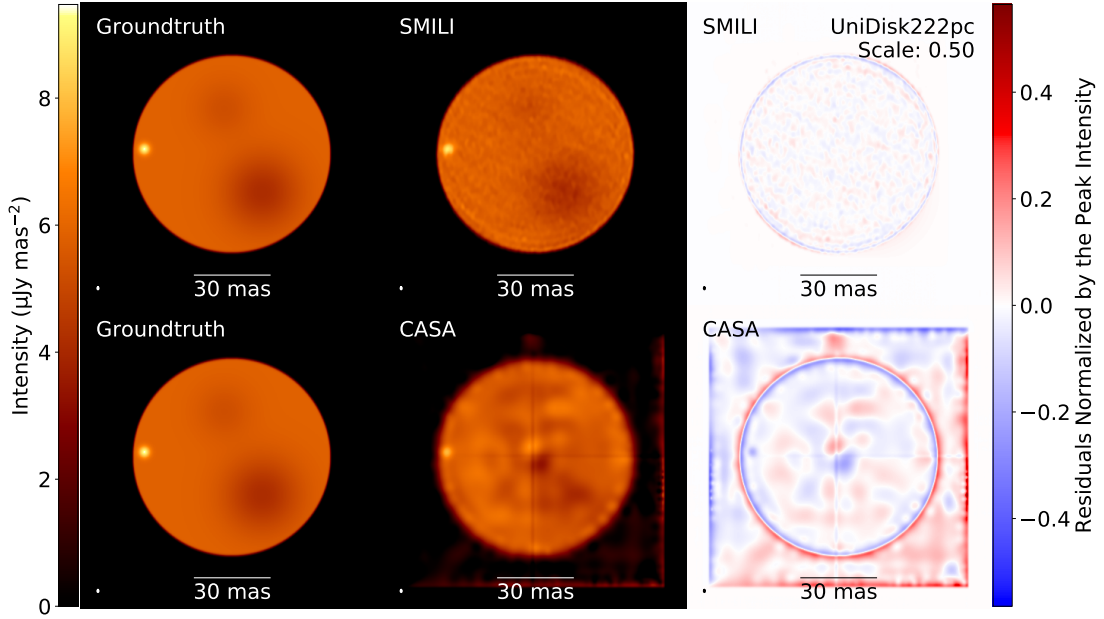 Intensity (μJy mas−2)
8
6
4
2
0
Groundtruth
SMILI
SMILI
UniDisk222pc
Scale: 0.50
30 mas
30 mas
30 mas
Groundtruth
CASA
CASA
30 mas
30 mas
30 mas
0.4
0.2
0.0
−0.2
−0.4
Residuals Normalized by the Peak Intensity